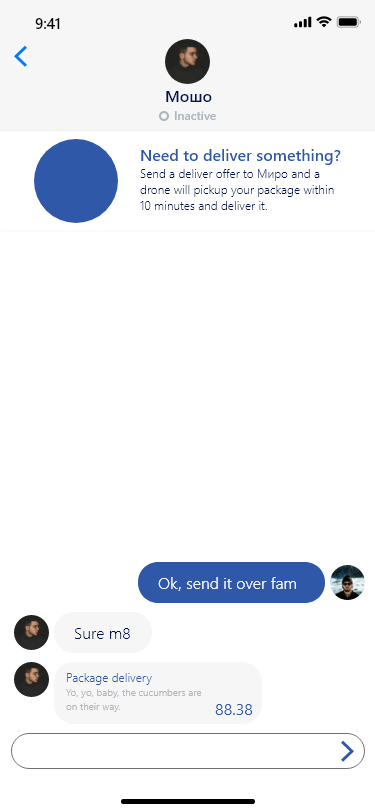 9:41
Мошо
Inactive
Need to deliver something?
Send a deliver offer to Миро and a
drone will pickup your package within
10 minutes and deliver it.
Ok, send it over fam
Sure m8
Package delivery
Yo, yo, baby, the cucumbers are
on their way.
88.38